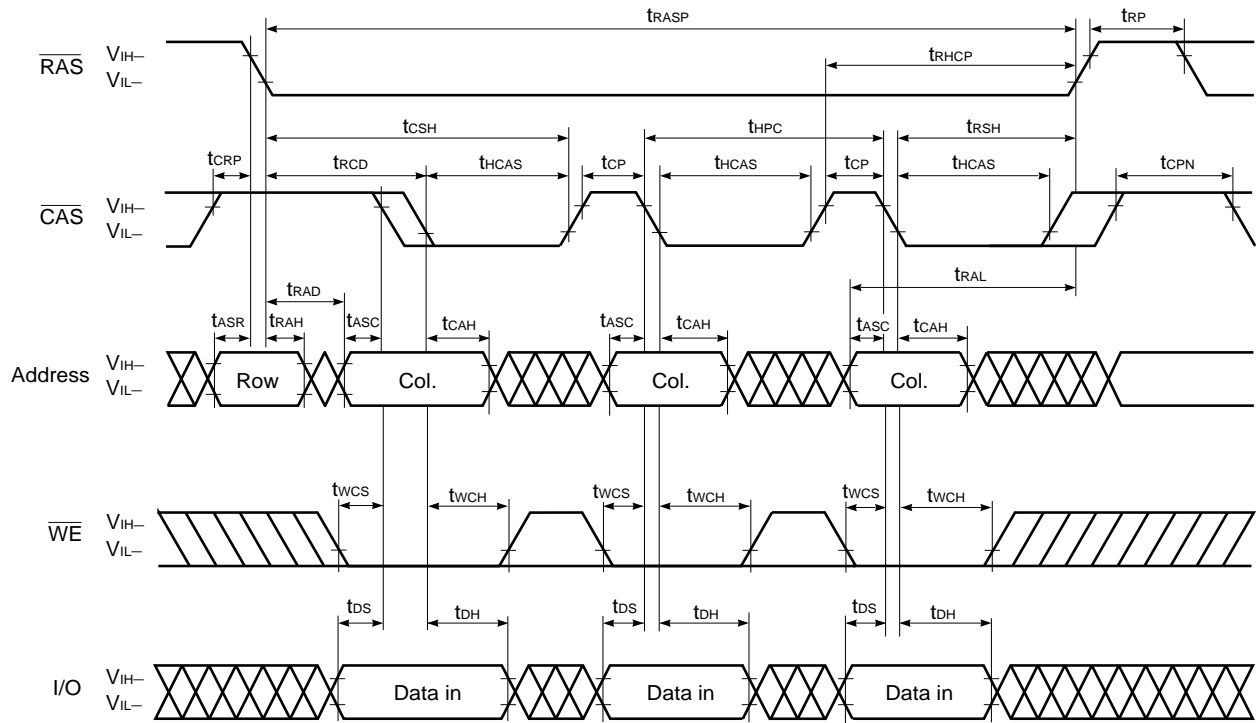 tRASP tRP
RAS VIH–
VIL–
tRHCP
tCSH tHPC tRSH
tCRP tRCD tHCAS tCP tHCAS tCP tHCAS tCPN
CAS VIH–
VIL–
tRAD tRAL
tASR tRAH tASC tCAH tASC tCAH tASC tCAH
Address VIH–
VIL–
Row Col. Col. Col.
tWCS tWCH tWCS tWCH tWCS tWCH
WE VIH–
VIL–
tDS tDH tDS tDH tDS tDH
I/O VIH–
VIL–
Data in Data in Data in